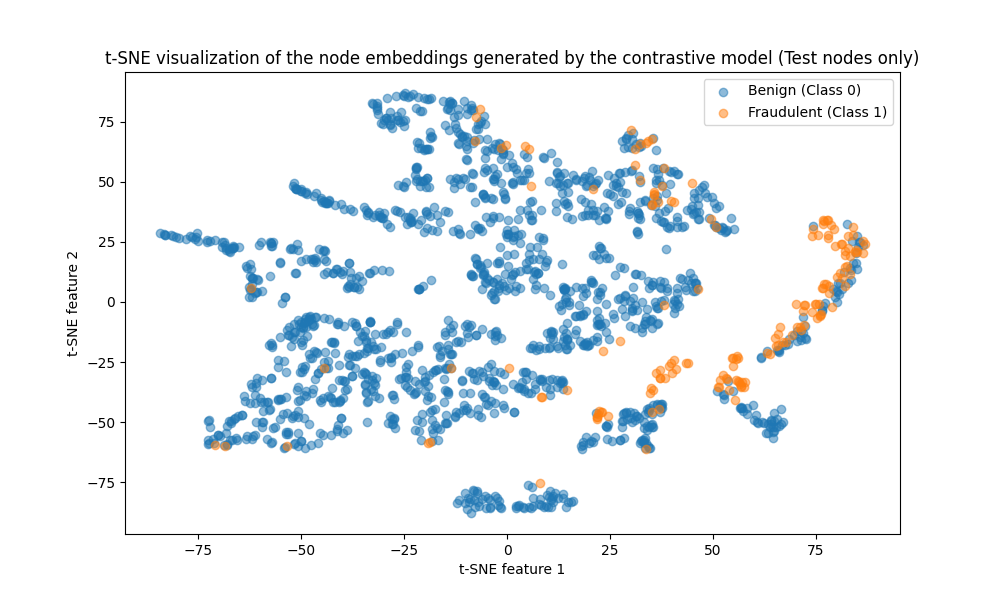 t-SNE visualization of the node embeddings generated by the contrastive model (Test nodes only)
Benign (Class 0)
Fraudulent (Class 1)
t-SNE feature 2
75
50
25
0
−25
−50
−75
−75
−50
−25
0
25
50
75
t-SNE feature 1